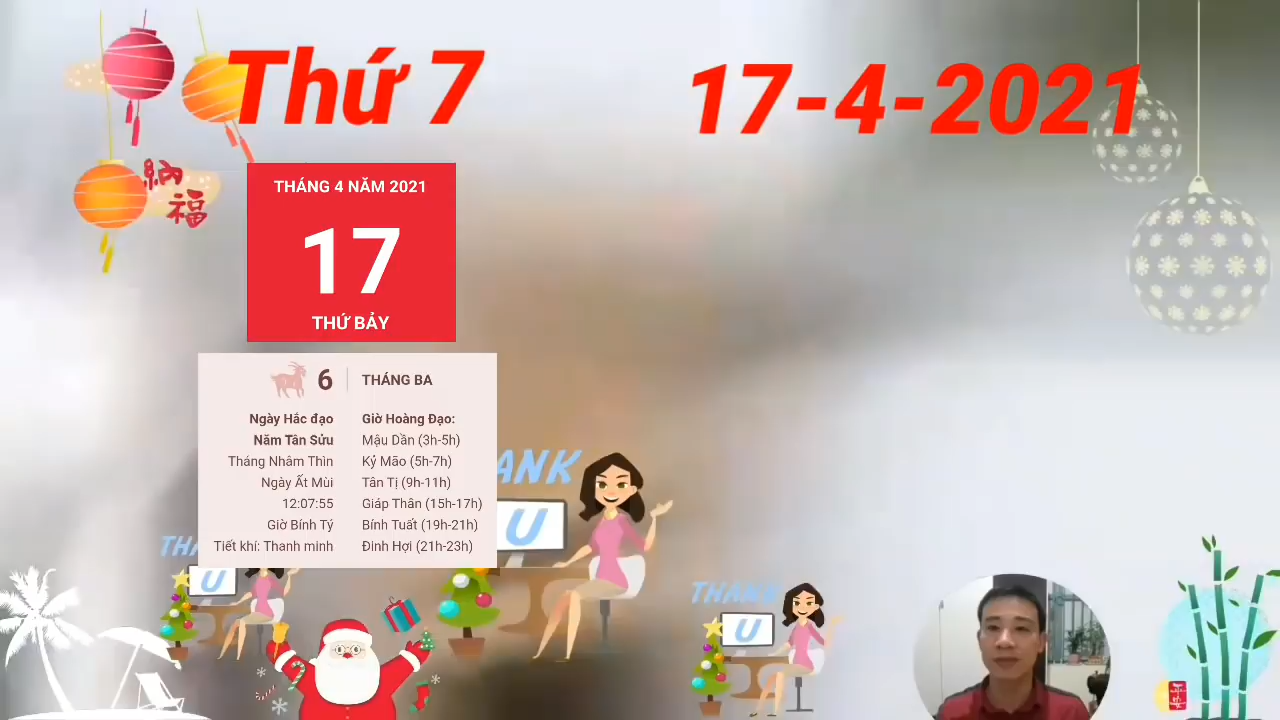 Thứ 7
17-4-2021
納
福
THÁNG 4 NĂM 2021
17
THỨ BẢY
6
THÁNG BA
Ngày Hắc đạo
Năm Tân Sửu
Tháng Nhâm Thìn
Ngày Ất Mùi
12:07:55
Giờ Bính Tý
Tiết khí: Thanh minh
Giờ Hoàng Đạo:
Mậu Dần (3h-5h)
Kỷ Mão (5h-7h)
Tân Tị (9h-11h)
Giáp Thân (15h-17h)
Bính Tuất (19h-21h)
Đinh Hợi (21h-23h)
ANK
U
THA
U
THANK
U